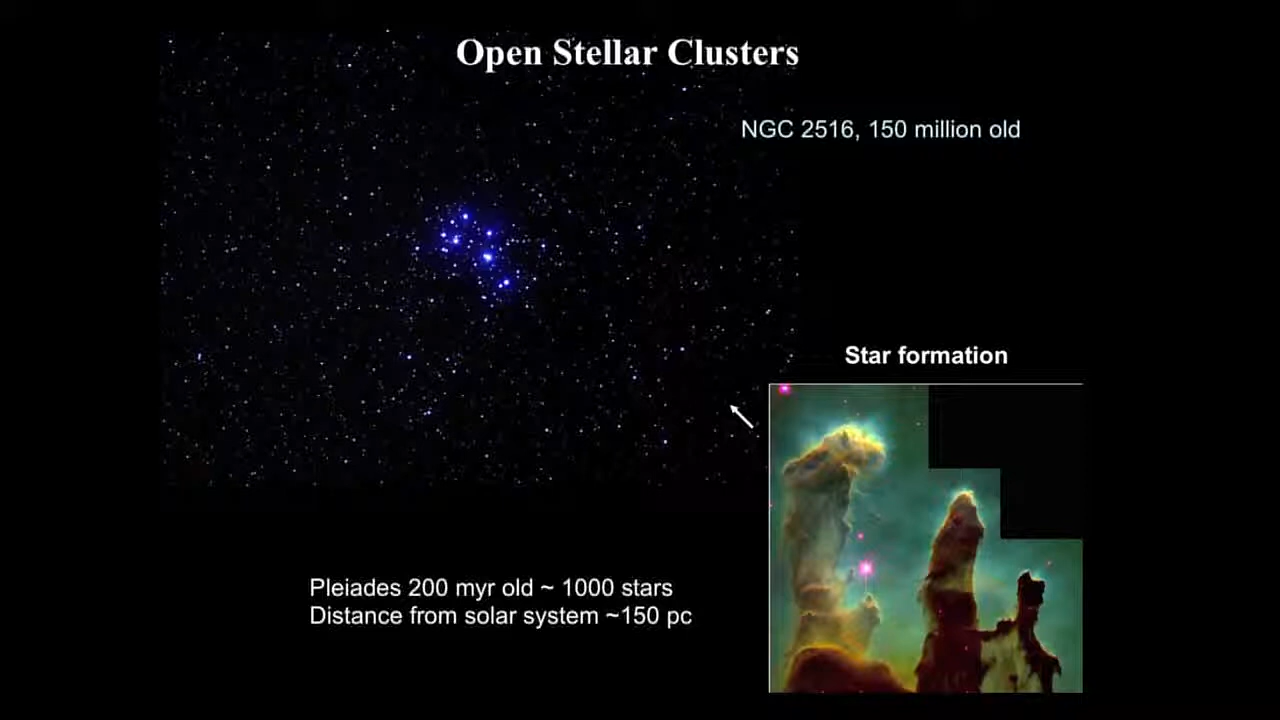 Open Stellar Clusters
NGC 2516, 150 million old
Star formation
Pleiades 200 myr old ~ 1000 stars
Distance from solar system ~150 pc